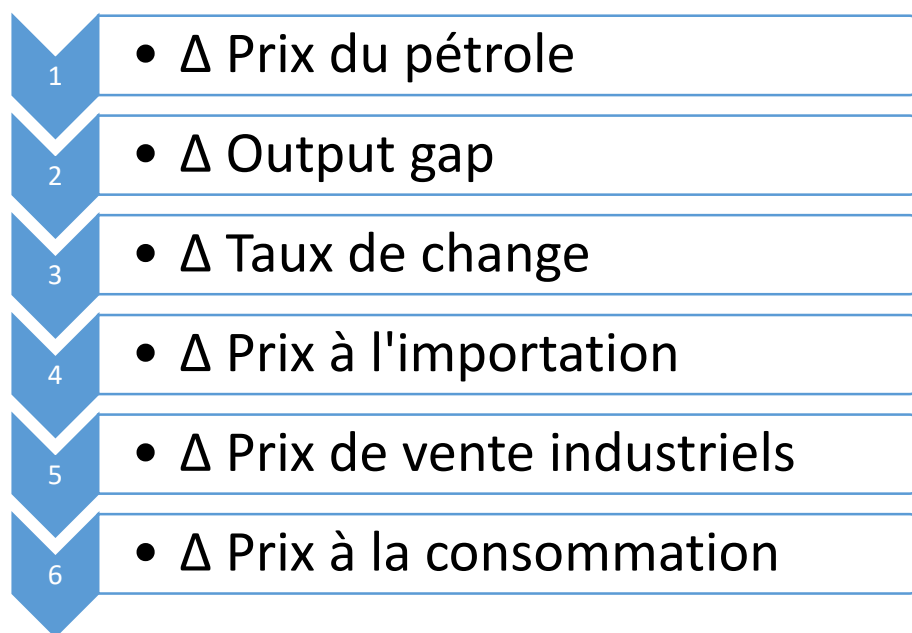 1 • Δ Prix du pétrole
2 • Δ Output gap
3 • Δ Taux de change
4 • Δ Prix à l'importation
5 • Δ Prix de vente industriels
6 • Δ Prix à la consommation